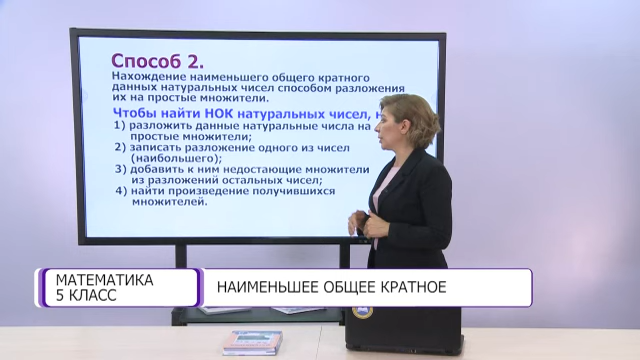 Способ 2.
Нахождение наименьшего общего кратного
данных натуральных чисел способом разложения
их на простые множители.
Чтобы найти НОК натуральных чисел,
1) разложить данные натуральные числа на
простые множители;
2) записать разложение одного из чисел
(наибольшего);
3) добавить к ним недостающие множители
из разложений остальных чисел;
4) найти произведение получившихся
множителей.
МАТЕМАТИКА
5 КЛАСС
НАИМЕНЬШЕЕ ОБЩЕЕ КРАТНОЕ